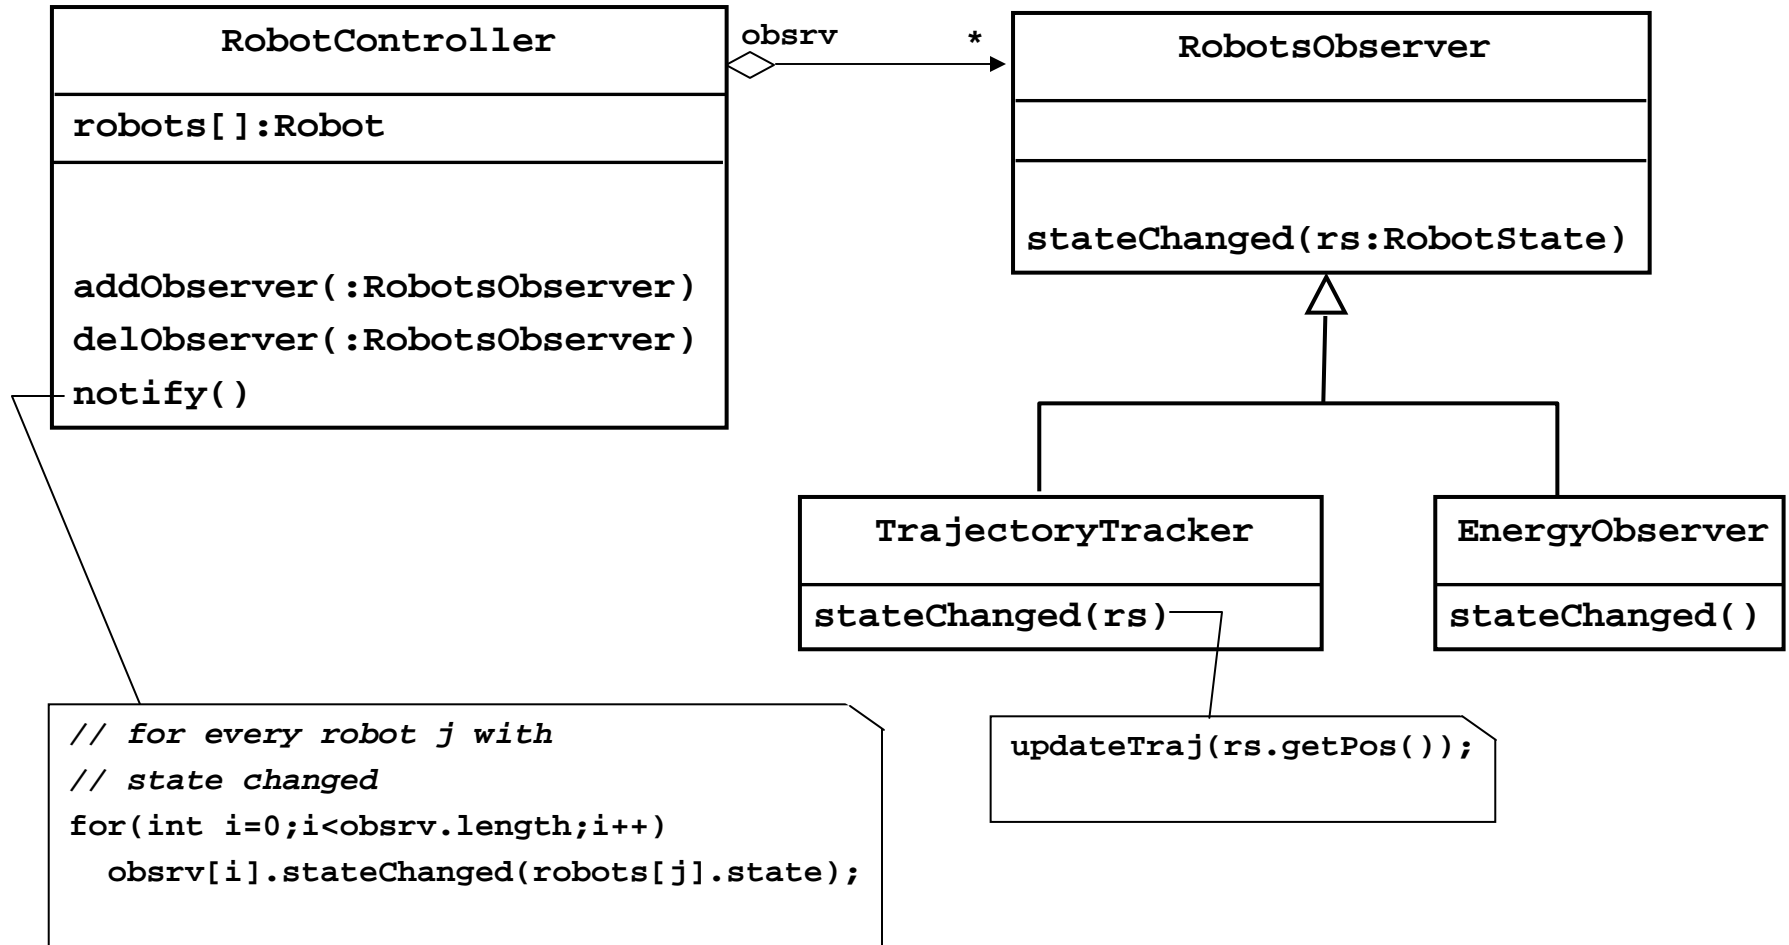 RobotController
robots[]:Robot
addObserver(:RobotsObserver)
delObserver(:RobotsObserver)
notify()
obsrv *
RobotsObserver
stateChanged(rs:RobotState)
TrajectoryTracker
stateChanged(rs)
EnergyObserver
stateChanged()
// for every robot j with
// state changed
for(int i=0;i<obsrv.length;i++)
obsrv[i].stateChanged(robots[j].state);
updateTraj(rs.getPos());